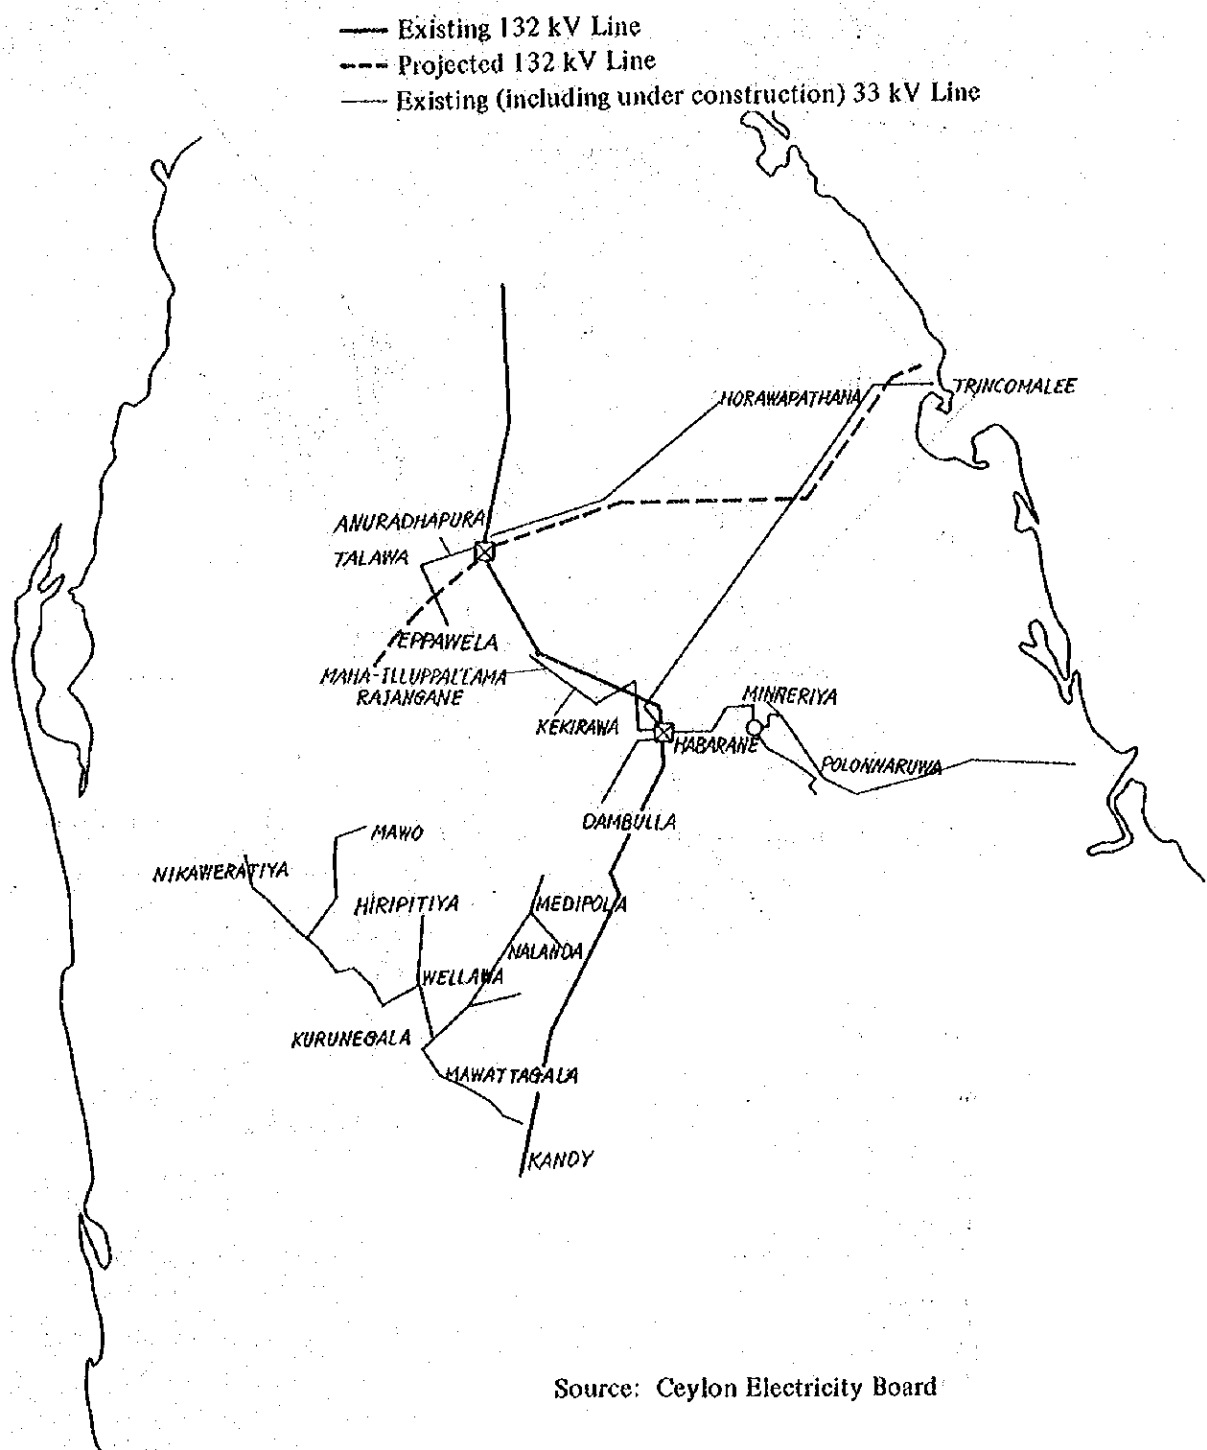 Existing 132 kV Line
Projected 132 kV Line
Existing (including under construction) 33 kV Line
TRINCOMALEE
HORAWAPATHANA
ANURADHAPURA
TALAWA
EPPAWELA
MAHA-ILLUPPALLAMA
RAJANGANE
MINNERIYA
KEKIRAWA
HABARANE
POLONNARUWA
DAMBULLA
MAWO
NIKAWERATIYA
HIRIPITIYA
MEDIPOLA
NALANDA
WELLAWA
KURUNEGALA
MAWATTAGALA
KANDY
Source: Ceylon Electricity Board